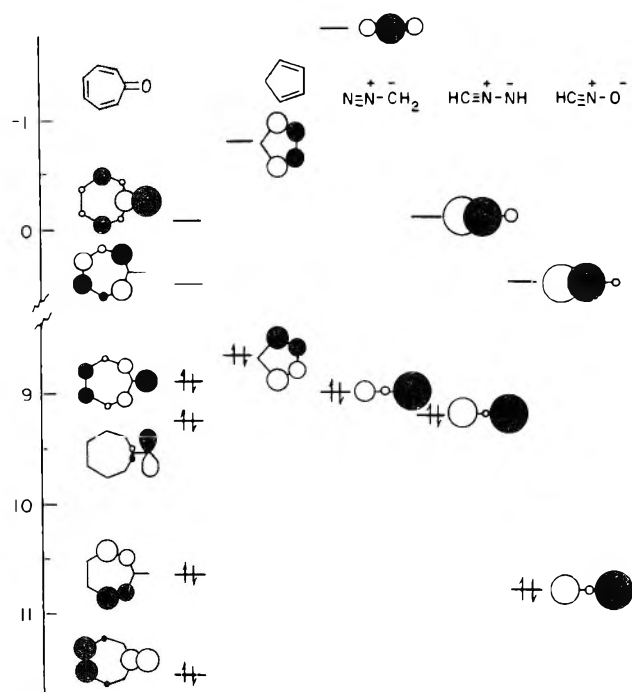 O
+ −
N≡N-CH₂
+ −
HC≡N-NH
+ −
HC≡N-O
-1
0
9
10
11